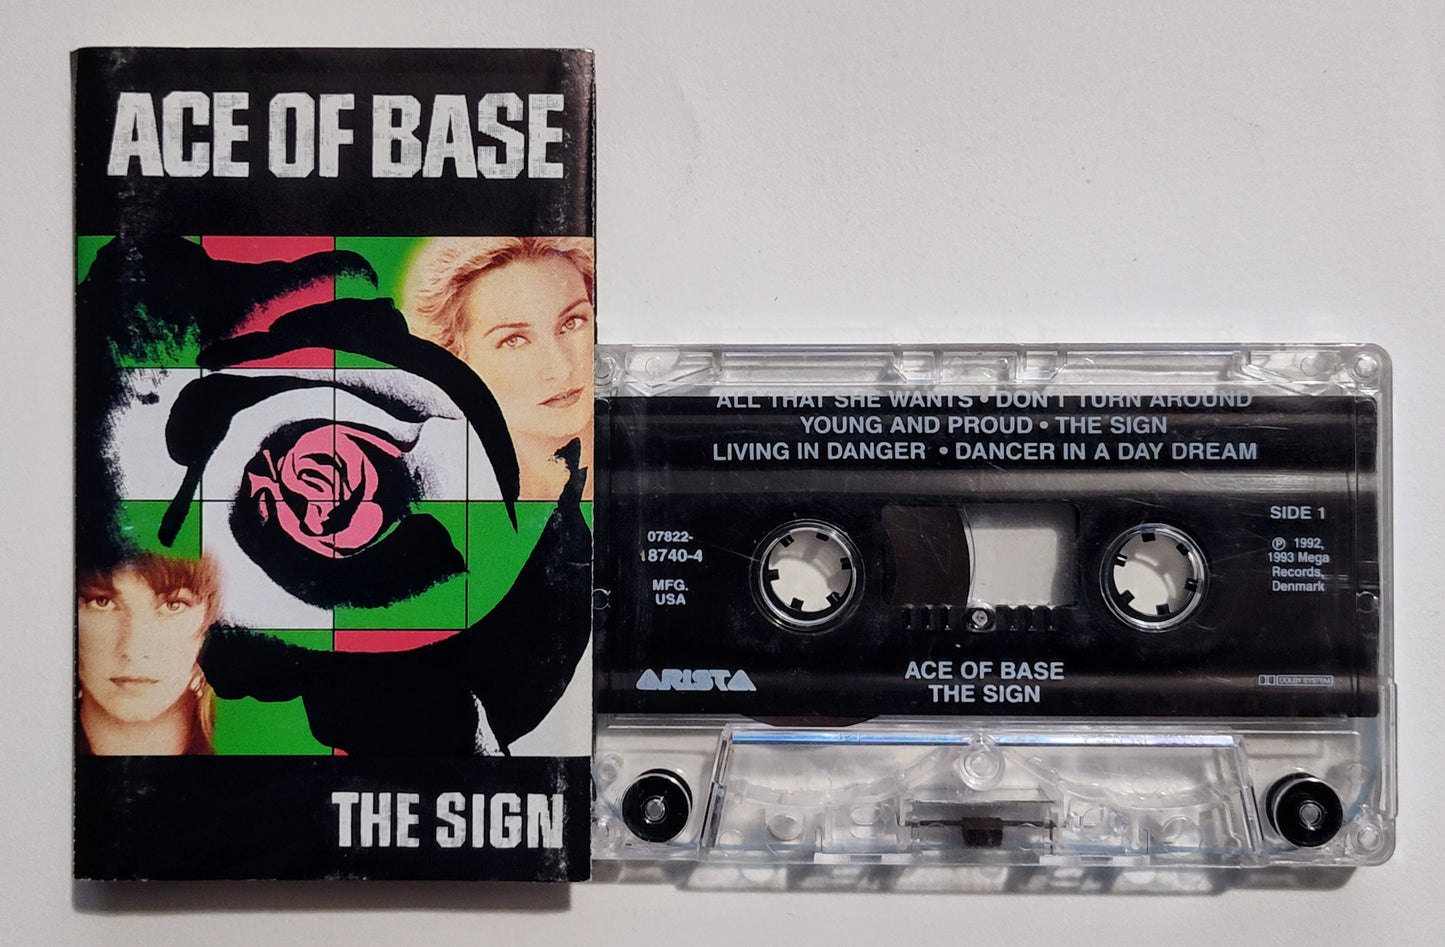 ACE OF BASE
THE SIGN
ALL THAT SHE WANTS • DON'T TURN AROUND
YOUNG AND PROUD • THE SIGN
LIVING IN DANGER • DANCER IN A DAY DREAM
07822-
18740-4
MFG.
USA
SIDE 1
℗ 1992,
1993 Mega
Records,
Denmark
ARISTA
ACE OF BASE
THE SIGN
DOLBY SYSTEM